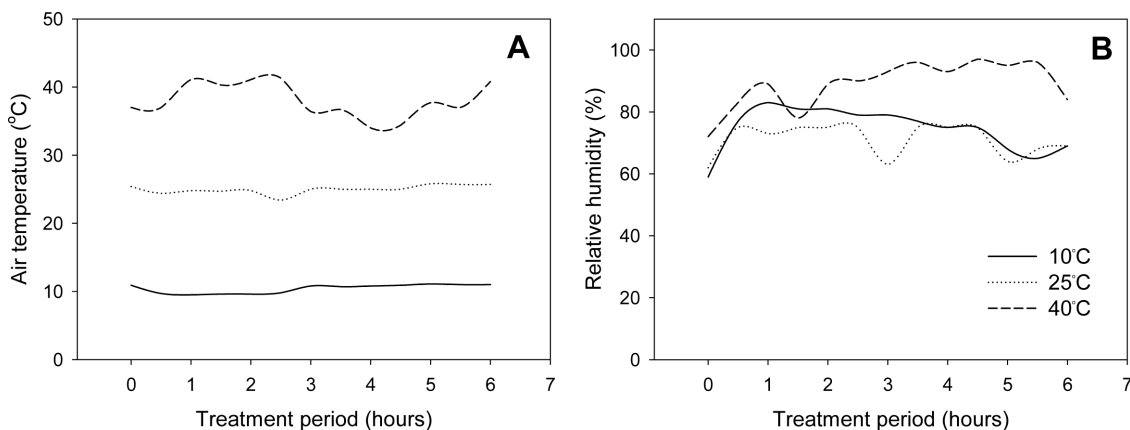 A
Air temperature (°C)
50
40
30
20
10
0
0 1 2 3 4 5 6 7
Treatment period (hours)
B
Relative humidity (%)
100
80
60
40
20
0
10°C
25°C
40°C
0 1 2 3 4 5 6 7
Treatment period (hours)